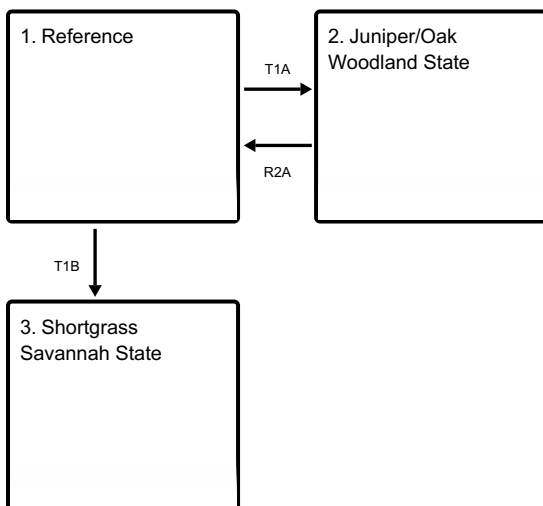 1. Reference
2. Juniper/Oak
Woodland State
T1A
R2A
T1B
3. Shortgrass
Savannah State